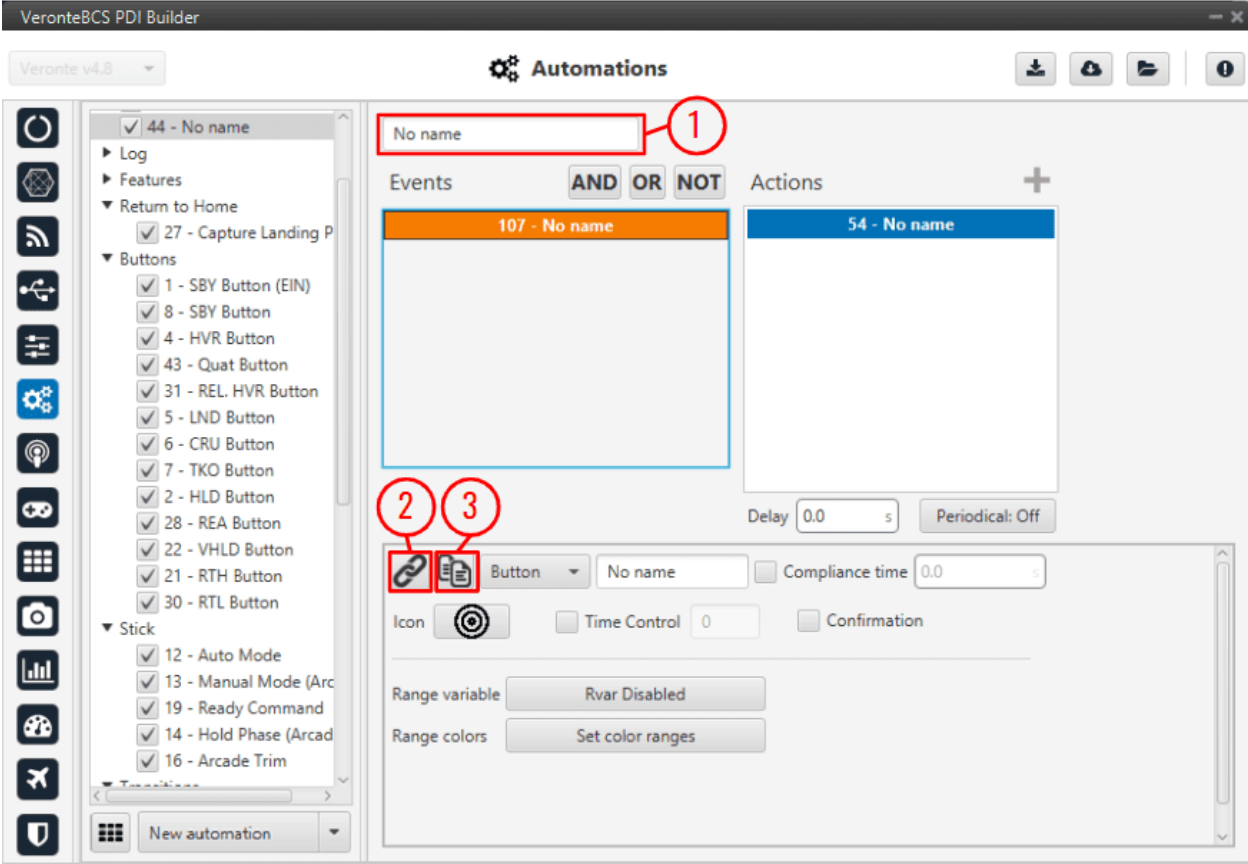 VeronteBCS PDI Builder
Veronte v4.8
Automations
44 - No name
Log
Features
Return to Home
27 - Capture Landing P
Buttons
1 - SBY Button (EIN)
8 - SBY Button
4 - HVR Button
43 - Quat Button
31 - REL. HVR Button
5 - LND Button
6 - CRU Button
7 - TKO Button
2 - HLD Button
28 - REA Button
22 - VHLD Button
21 - RTH Button
30 - RTL Button
Stick
12 - Auto Mode
13 - Manual Mode (Arc
19 - Ready Command
14 - Hold Phase (Arcad
16 - Arcade Trim
New automation
No name
1
Events AND OR NOT
Actions
107 - No name
54 - No name
2 3
Delay 0.0 s Periodical: Off
Button No name Compliance time 0.0 s
Icon Time Control 0 Confirmation
Range variable Rvar Disabled
Range colors Set color ranges